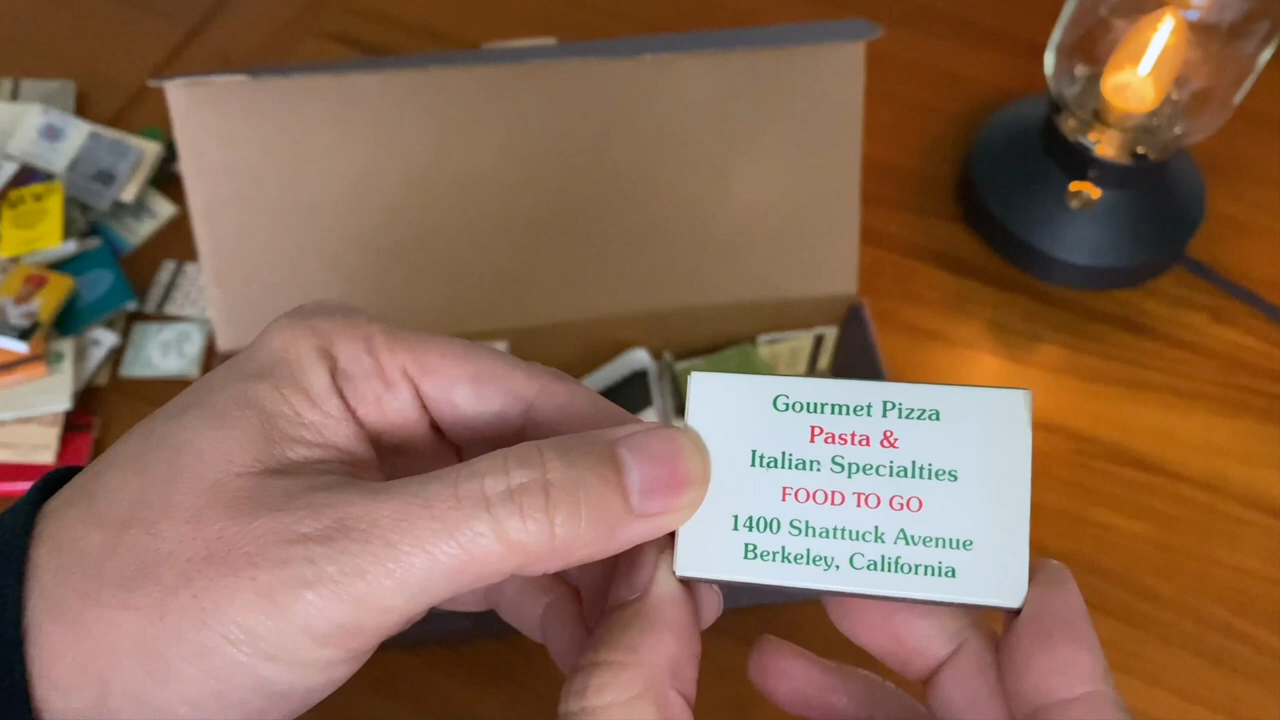 Gourmet Pizza
Pasta &
Italian Specialties
FOOD TO GO
1400 Shattuck Avenue
Berkeley, California